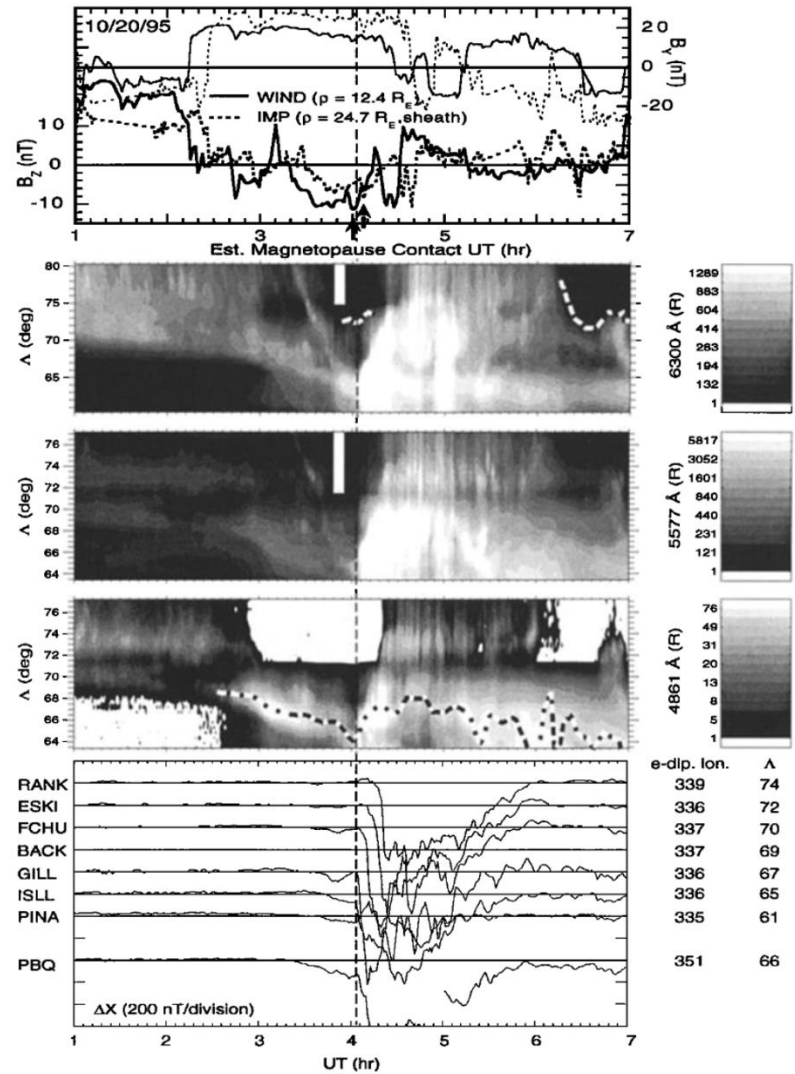 10/20/95
20
0
-20
B_Y (nT)
WIND (ρ = 12.4 R_E)
IMP (ρ = 24.7 R_E sheath)
10
0
-10
B_Z (nT)
1 2 3 4 5 6 7
Est. Magnetopause Contact UT (hr)
80
75
70
65
Λ (deg)
1289
883
604
414
283
194
132
1
6300 Å (R)
76
74
72
70
68
66
64
Λ (deg)
5817
3052
1601
840
440
231
121
1
5577 Å (R)
76
74
72
70
68
66
64
Λ (deg)
76
49
31
20
13
8
5
1
4861 Å (R)
e-dip. lon. Λ
RANK 339 74
ESKI 336 72
FCHU 337 70
BACK 337 69
GILL 336 67
ISLL 336 65
PINA 335 61
PBQ 351 66
ΔX (200 nT/division)
1 2 3 4 5 6 7
UT (hr)